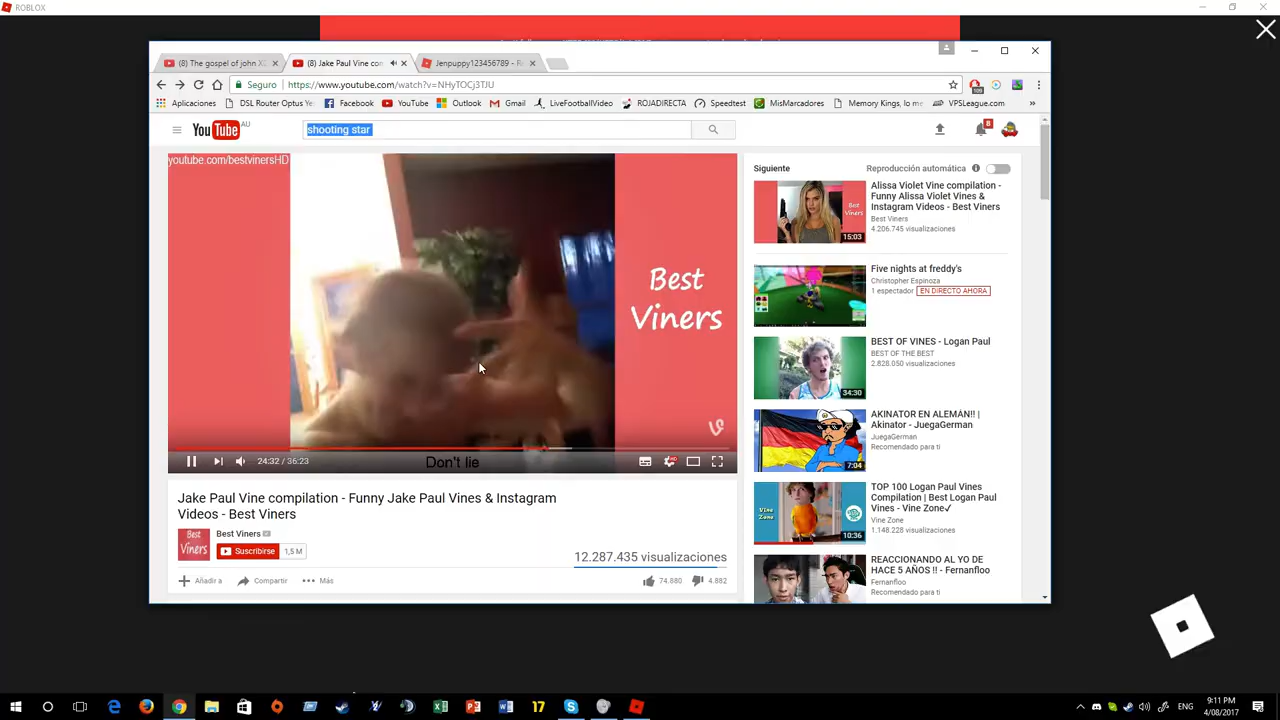 ROBLOX
(8) The gospel of john X
(8) Jake Paul Vine con
Jenpuppy123456789 - R
Seguro
https://www.youtube.com/watch?v=NHyTOCj3TJU
109
Aplicaciones
DSL Router Optus
Facebook
YouTube
Outlook
Gmail
LiveFootballVideo
ROJADIRECTA
Speedtest
MisMarcadores
Memory Kings, lo me
VPSLeague.com
»
YouTube AU
shooting star
8
youtube.com/bestvinersHD
Best
Viners
Don't lie
24:32 / 36:23
Jake Paul Vine compilation - Funny Jake Paul Vines & Instagram
Videos - Best Viners
Best Viners
Best Viners
Suscribirse 1,5 M
12.287.435 visualizaciones
Añadir a
Compartir
Más
74.880
4.882
Siguiente
Reproducción automática
Alissa Violet Vine compilation -
Funny Alissa Violet Vines &
Instagram Videos - Best Viners
Best Viners
4.206.745 visualizaciones
Best Viners
15:03
Five nights at freddy's
Christopher Espinoza
1 espectador EN DIRECTO AHORA
BEST OF VINES - Logan Paul
BEST OF THE BEST
2.828.050 visualizaciones
34:30
AKINATOR EN ALEMÁN!! |
Akinator - JuegaGerman
JuegaGerman
Recomendado para ti
7:04
TOP 100 Logan Paul Vines
Compilation | Best Logan Paul
Vines - Vine Zone✓
Vine Zone
1.148.228 visualizaciones
Vine Zone
10:36
REACCIONANDO AL YO DE
HACE 5 AÑOS !! - Fernanfloo
Fernanfloo
Recomendado para ti
17
ENG
9:11 PM
4/08/2017